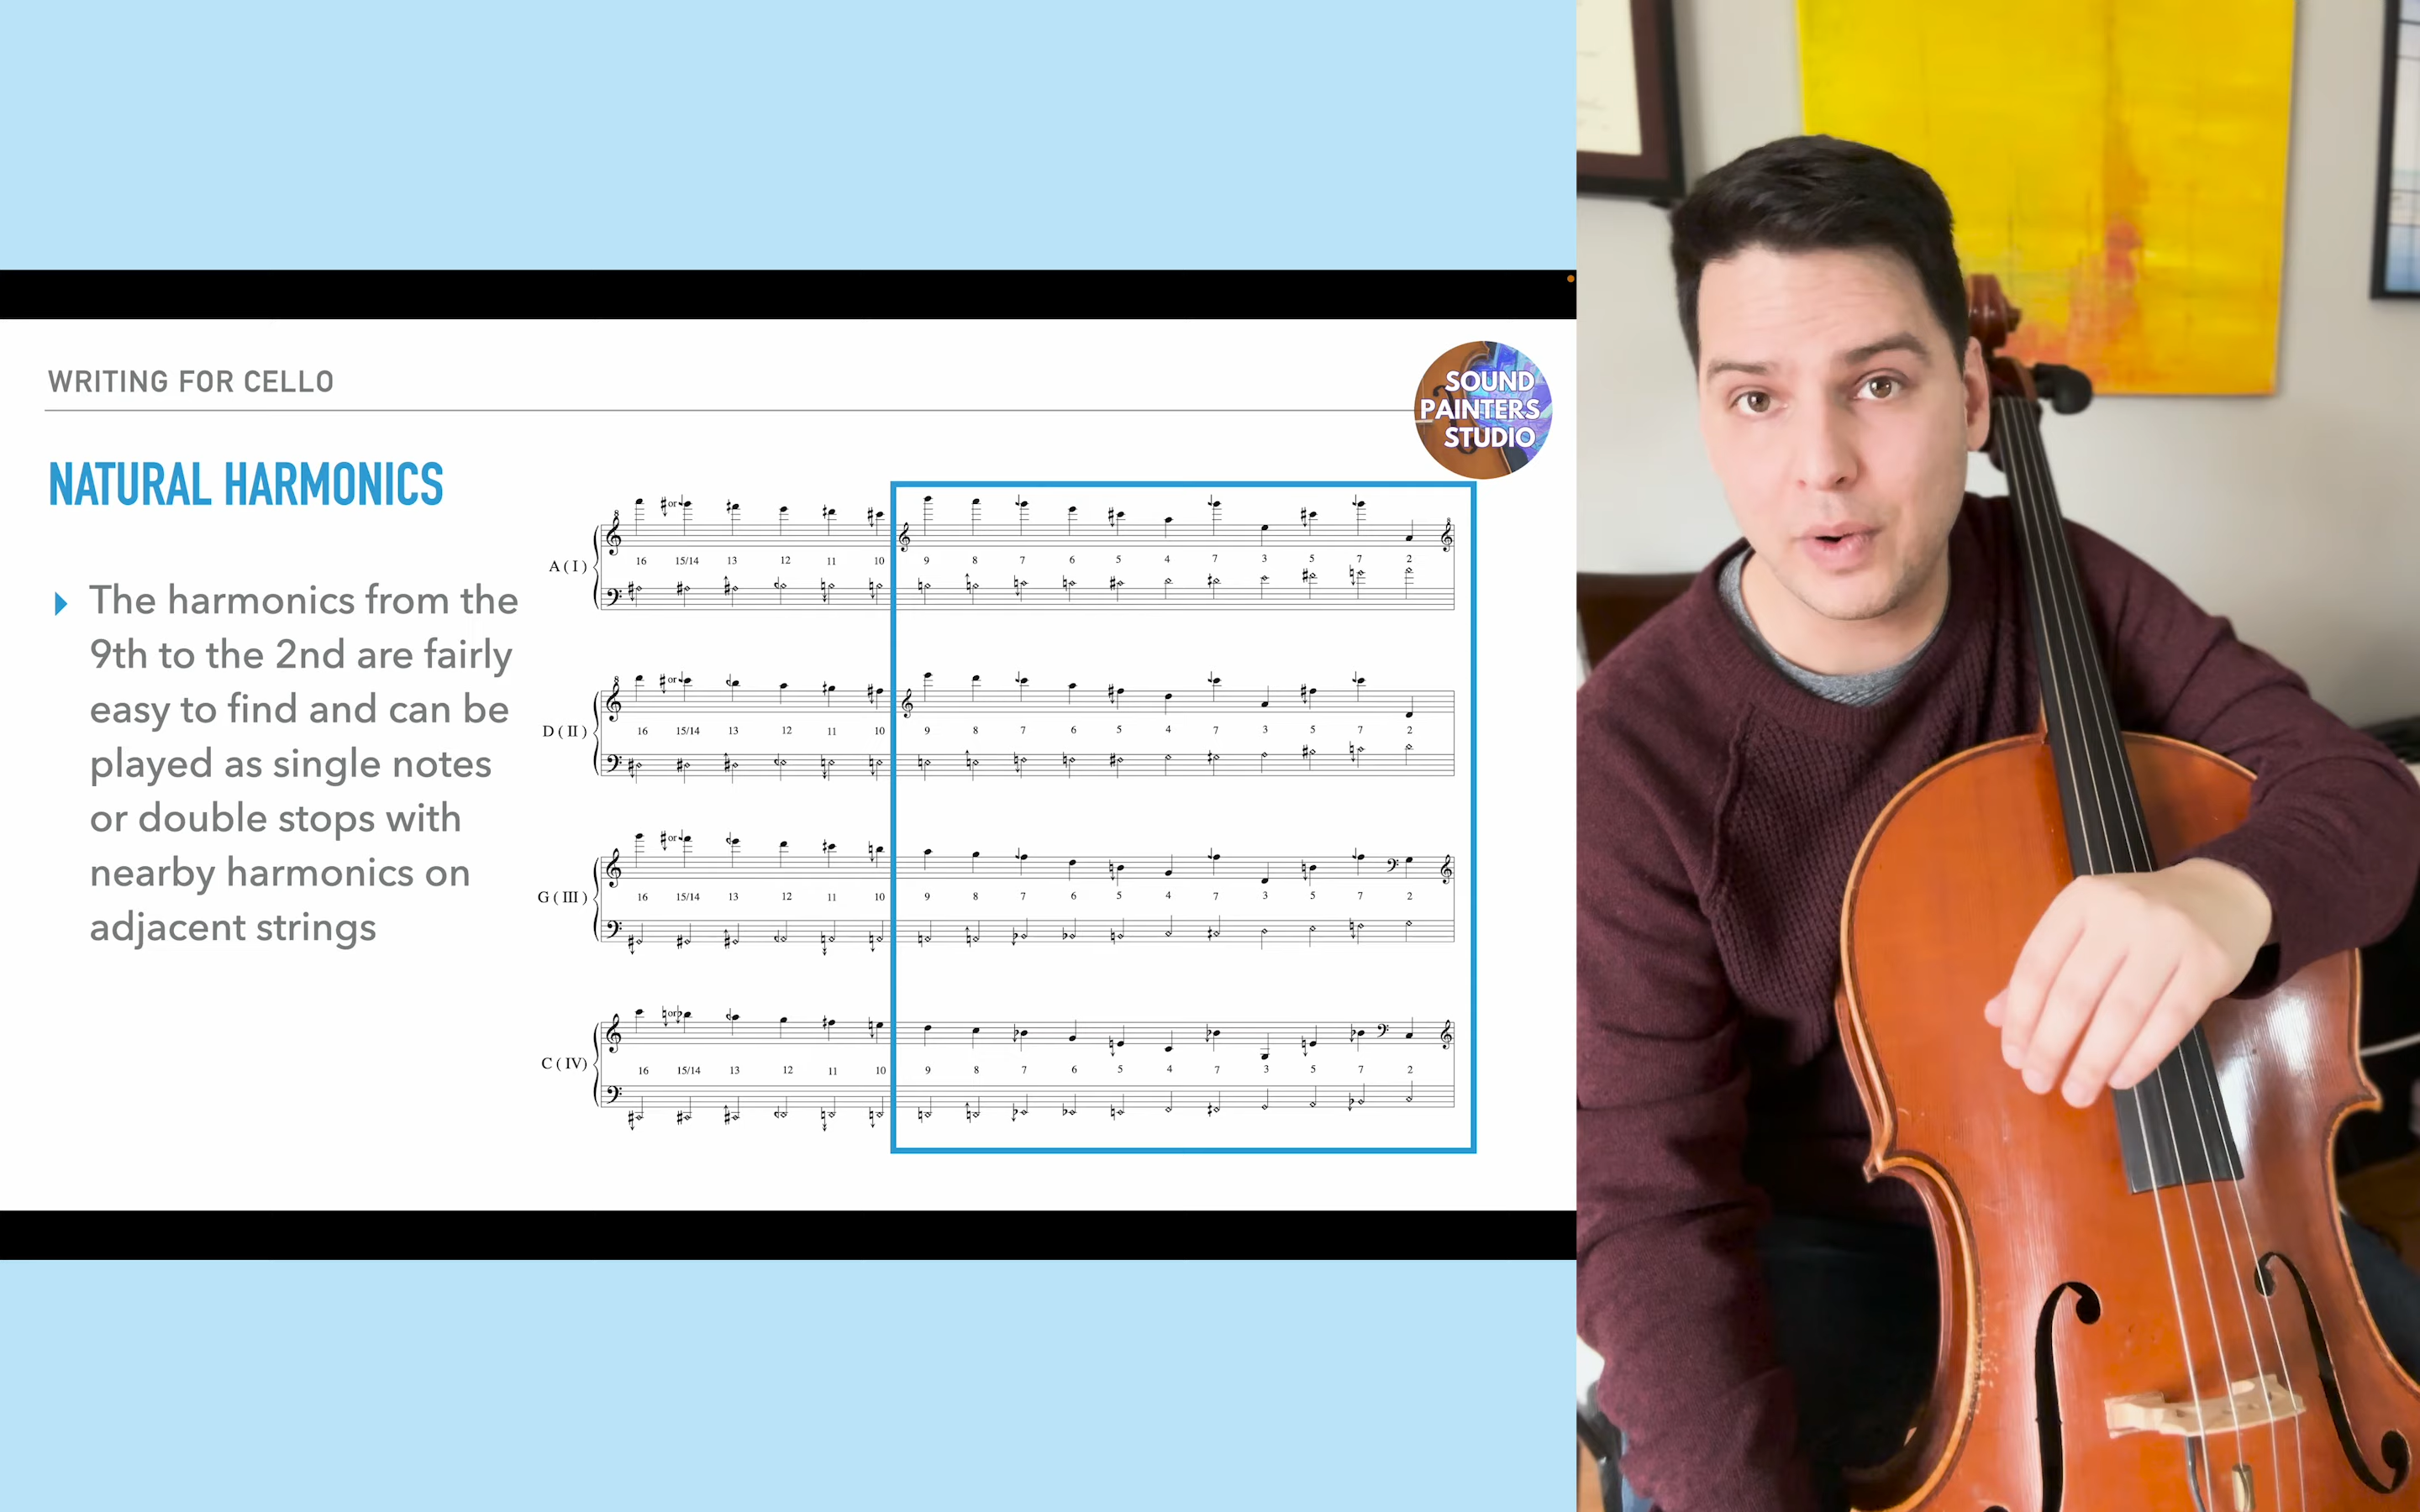 WRITING FOR CELLO
SOUND
PAINTERS
STUDIO
NATURAL HARMONICS
The harmonics from the
9th to the 2nd are fairly
easy to find and can be
played as single notes
or double stops with
nearby harmonics on
adjacent strings
or
A ( I )
16 15/14 13 12 11 10 9 8 7 6 5 4 7 3 5 7 2
or
D ( II )
16 15/14 13 12 11 10 9 8 7 6 5 4 7 3 5 7 2
or
G ( III )
16 15/14 13 12 11 10 9 8 7 6 5 4 7 3 5 7 2
or
C ( IV)
16 15/14 13 12 11 10 9 8 7 6 5 4 7 3 5 7 2